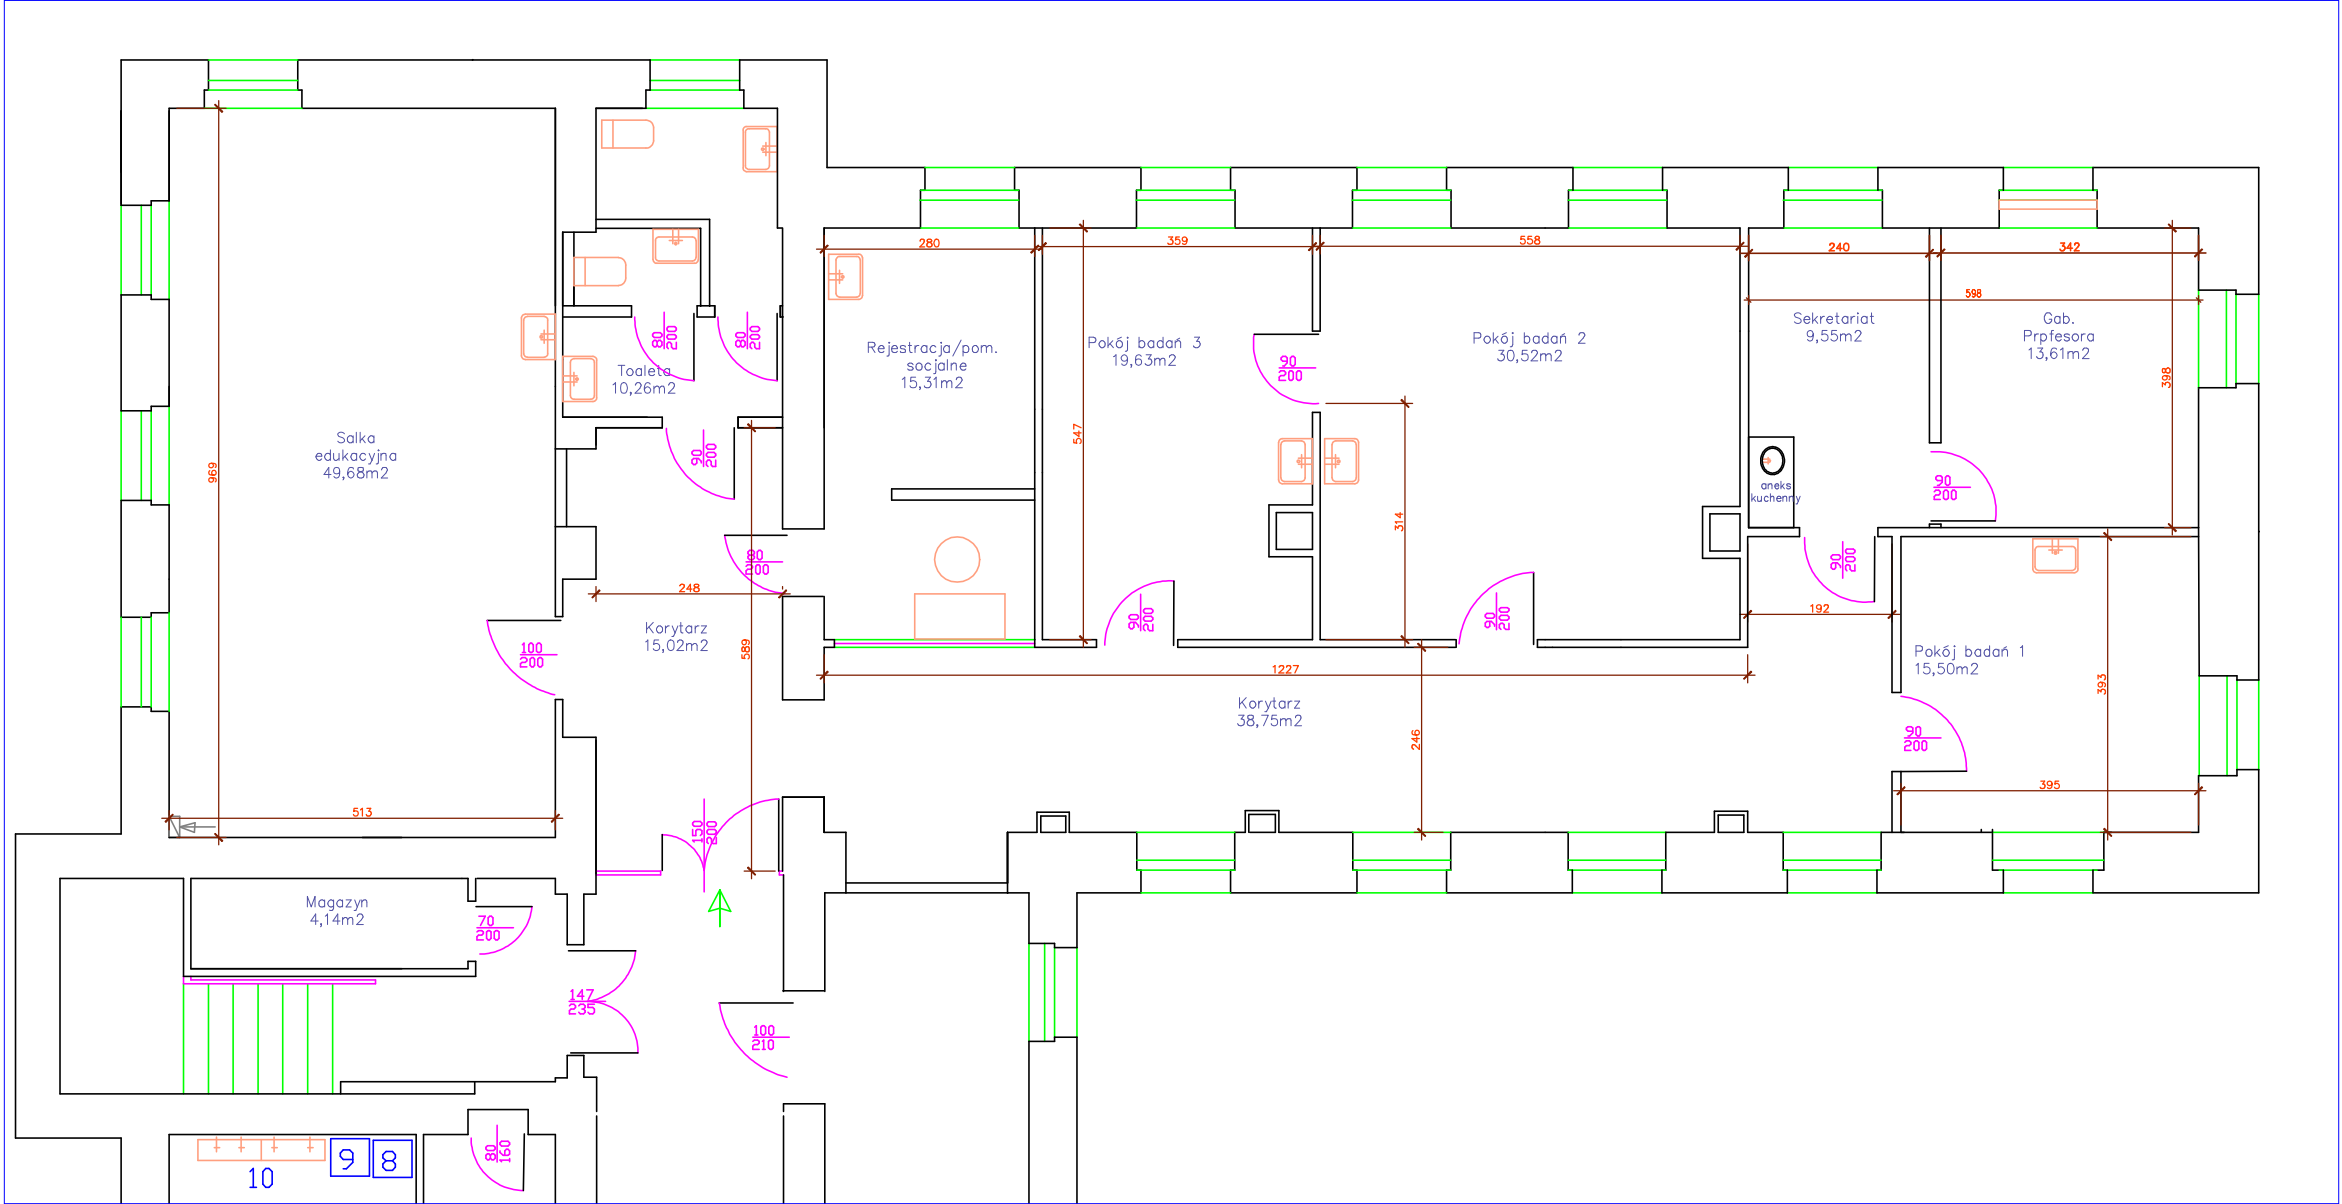 280
359
558
240
342
598
Sekretariat
9,55m2
Gab.
Prpfesora
13,61m2
398
80
200
80
200
Rejestracja/pom.
socjalne
15,31m2
Pokój badań 3
19,63m2
90
200
Pokój badań 2
30,52m2
Toaleta
10,26m2
547
Salka
edukacyjna
49,68m2
969
90
200
314
aneks
kuchenny
90
200
80
200
248
90
200
90
200
90
200
192
Korytarz
15,02m2
589
100
200
1227
Pokój badań 1
15,50m2
393
Korytarz
38,75m2
246
90
200
395
513
150
200
Magazyn
4,14m2
70
200
147
235
100
210
80
160
10
9
8